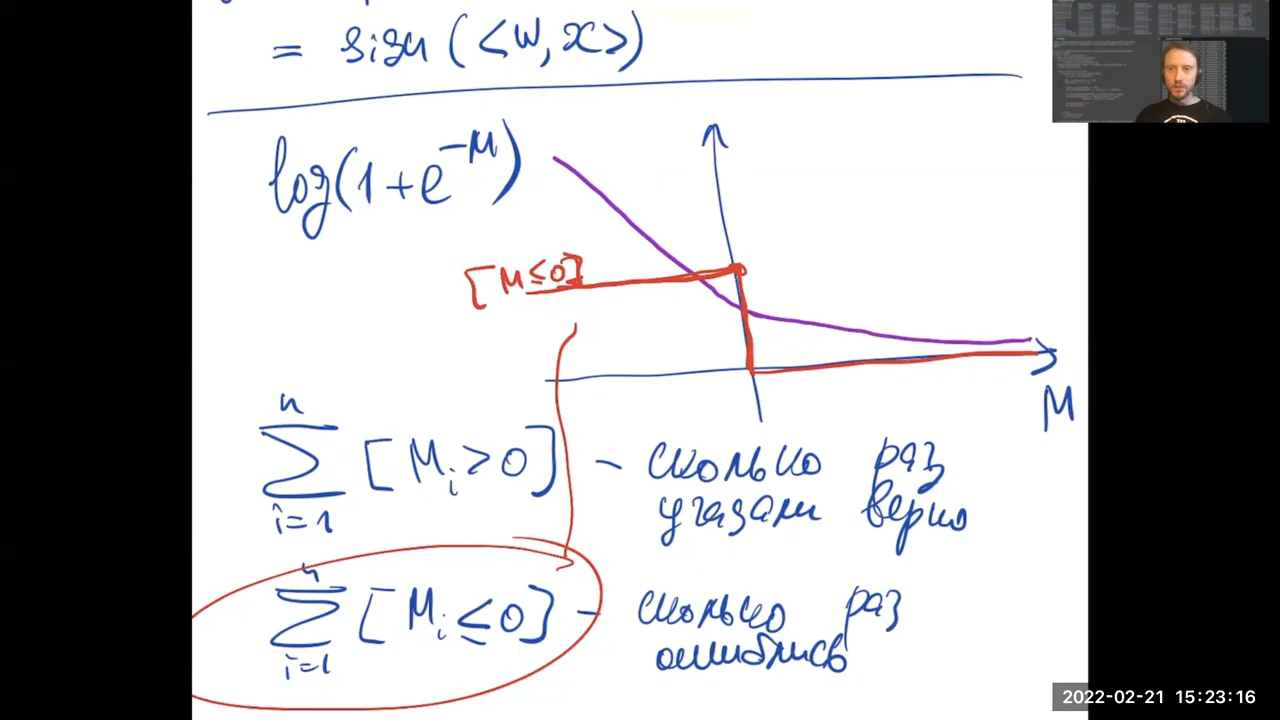 = sign (<w, x>)
log(1+e^{-M})
[M ≤ 0]
M
n
∑ [M_i > 0] – сколько раз
i=1
угадали верно
n
∑ [M_i ≤ 0] – сколько раз
i=1
ошиблись
2022-02-21 15:23:16